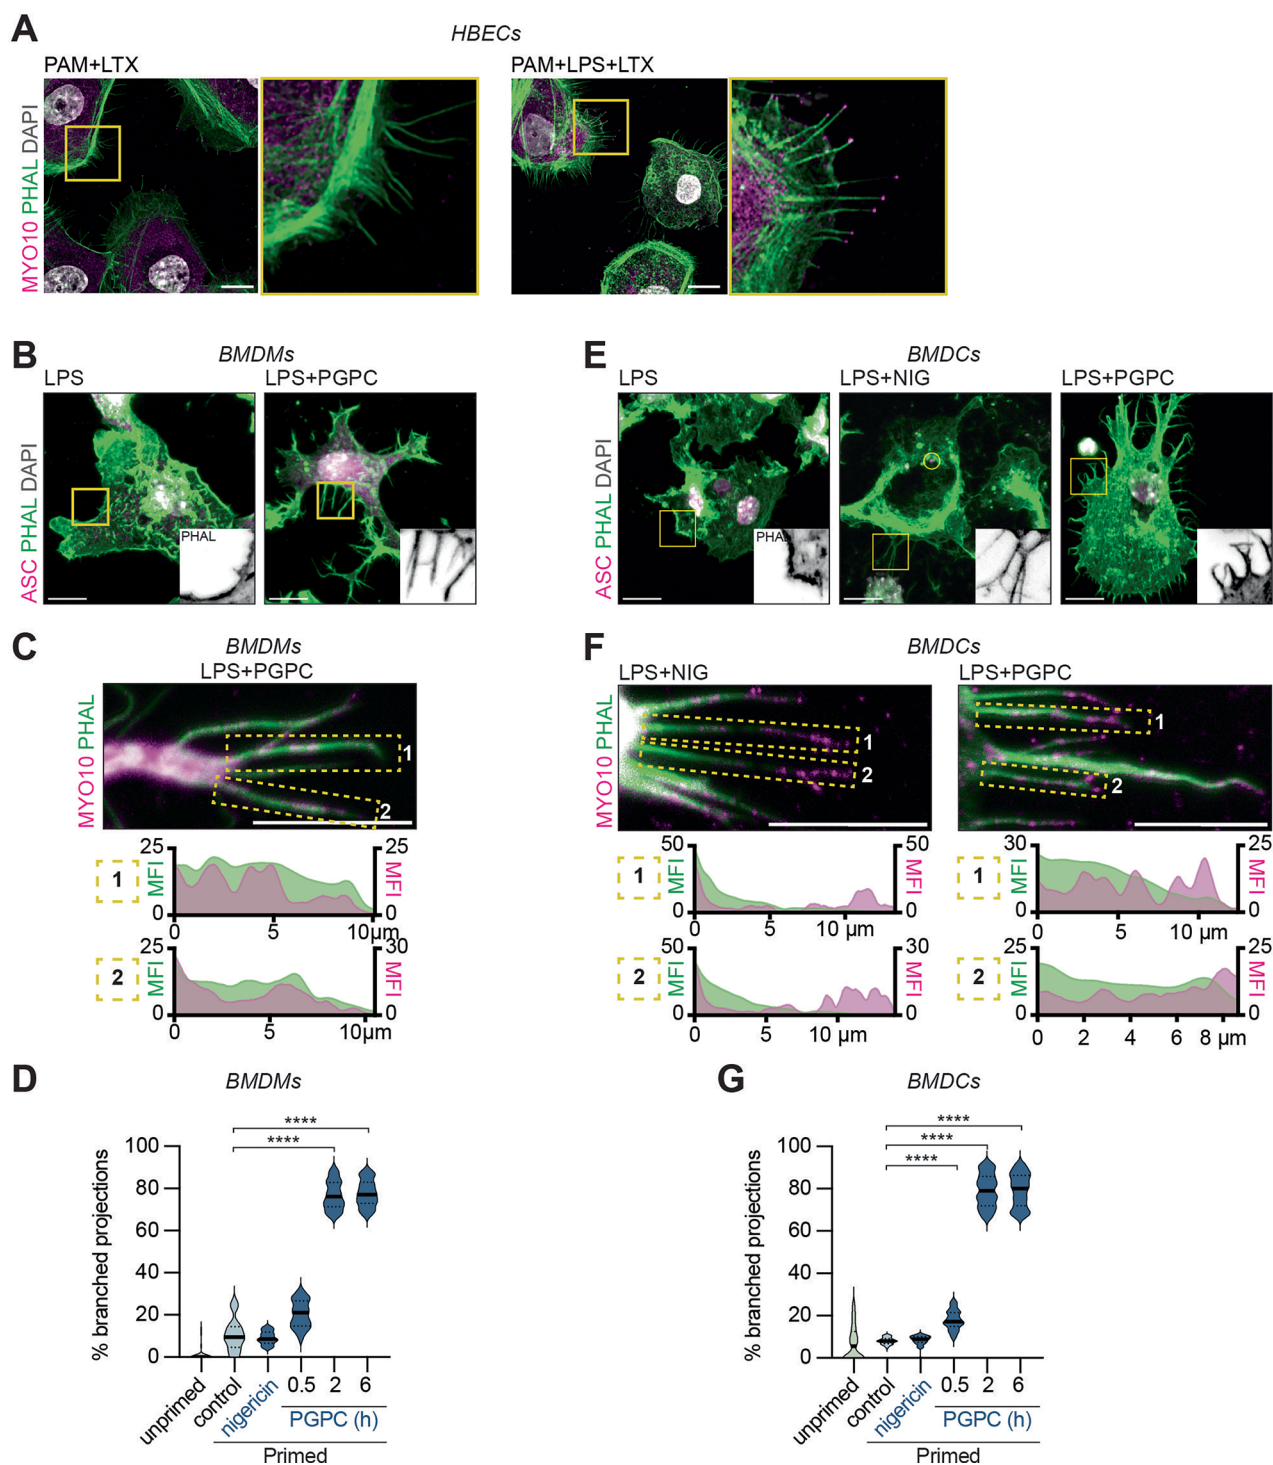 A
HBECs
PAM+LTX
PAM+LPS+LTX
MYO10 PHAL DAPI
B
BMDMs
LPS
LPS+PGPC
ASC PHAL DAPI
PHAL
E
BMDCs
LPS
LPS+NIG
LPS+PGPC
ASC PHAL DAPI
PHAL
C
BMDMs
LPS+PGPC
MYO10 PHAL
1
2
25 25
1 MFI MFI
0 0
0 5 10µm
25 30
2 MFI MFI
0 0
0 5 10µm
F
BMDCs
LPS+NIG
LPS+PGPC
MYO10 PHAL
1
2
1
2
50 50
1 MFI MFI
0 0
0 5 10 µm
50 50
2 MFI MFI
0 0
0 5 10 µm
30 25
1 MFI MFI
0 0
0 5 10 µm
25 25
2 MFI MFI
0 0
0 2 4 6 8 µm
D
BMDMs
% branched projections
100
80
60
40
20
0
****
****
unprimed
control
nigericin
0.5 2 6
PGPC (h)
Primed
G
BMDCs
% branched projections
100
80
60
40
20
0
****
****
****
unprimed
control
nigericin
0.5 2 6
PGPC (h)
Primed